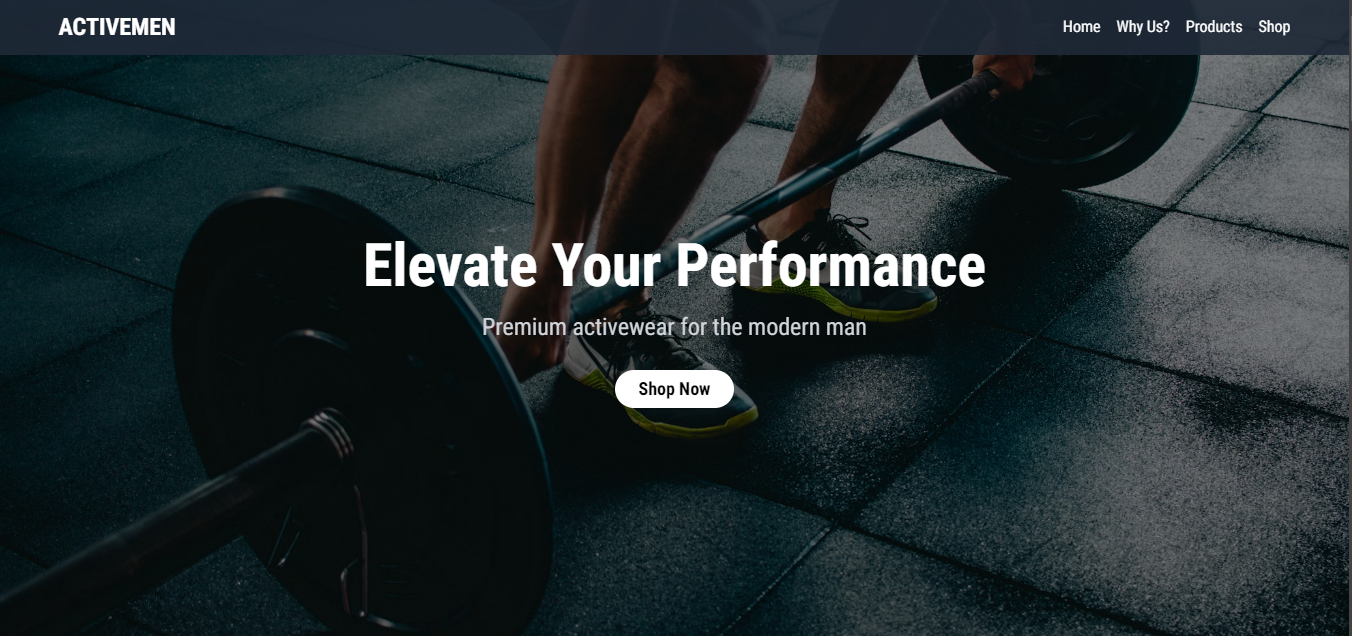 ACTIVEMEN
Home Why Us? Products Shop
Elevate Your Performance
Premium activewear for the modern man
Shop Now